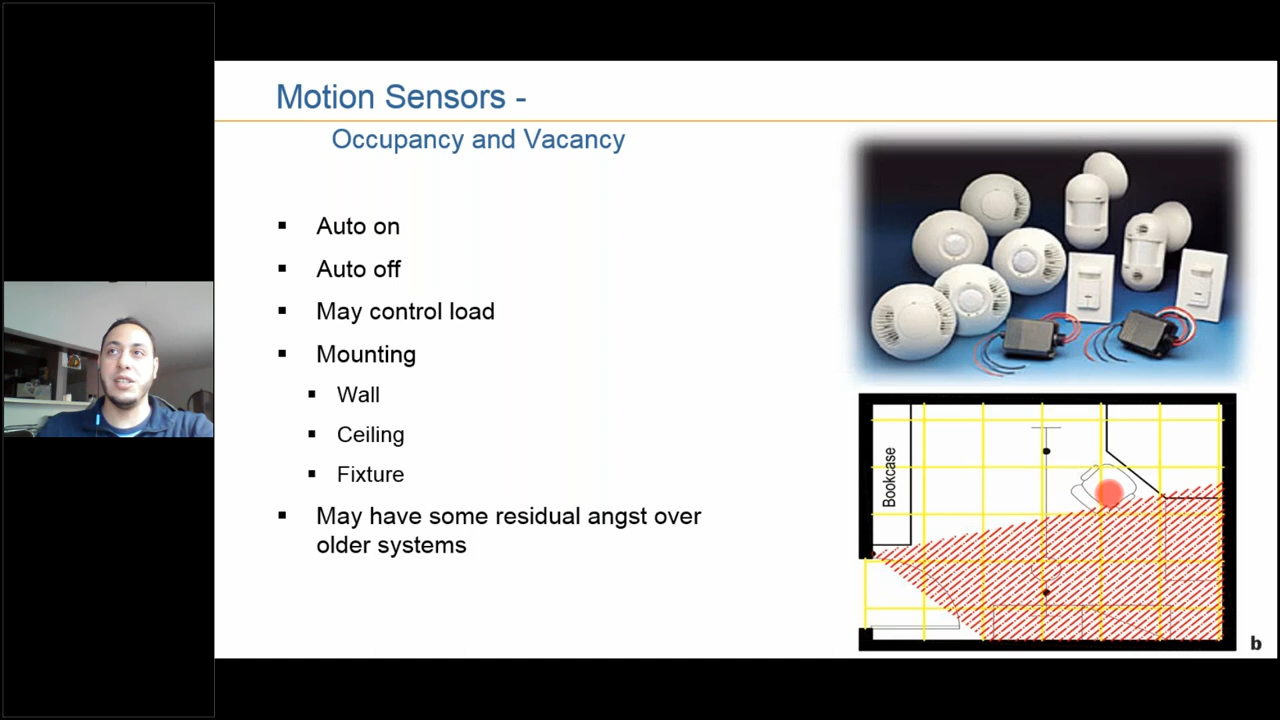 Motion Sensors -
Occupancy and Vacancy
Auto on
Auto off
May control load
Mounting
Wall
Ceiling
Fixture
May have some residual angst over
older systems
Bookcase
b